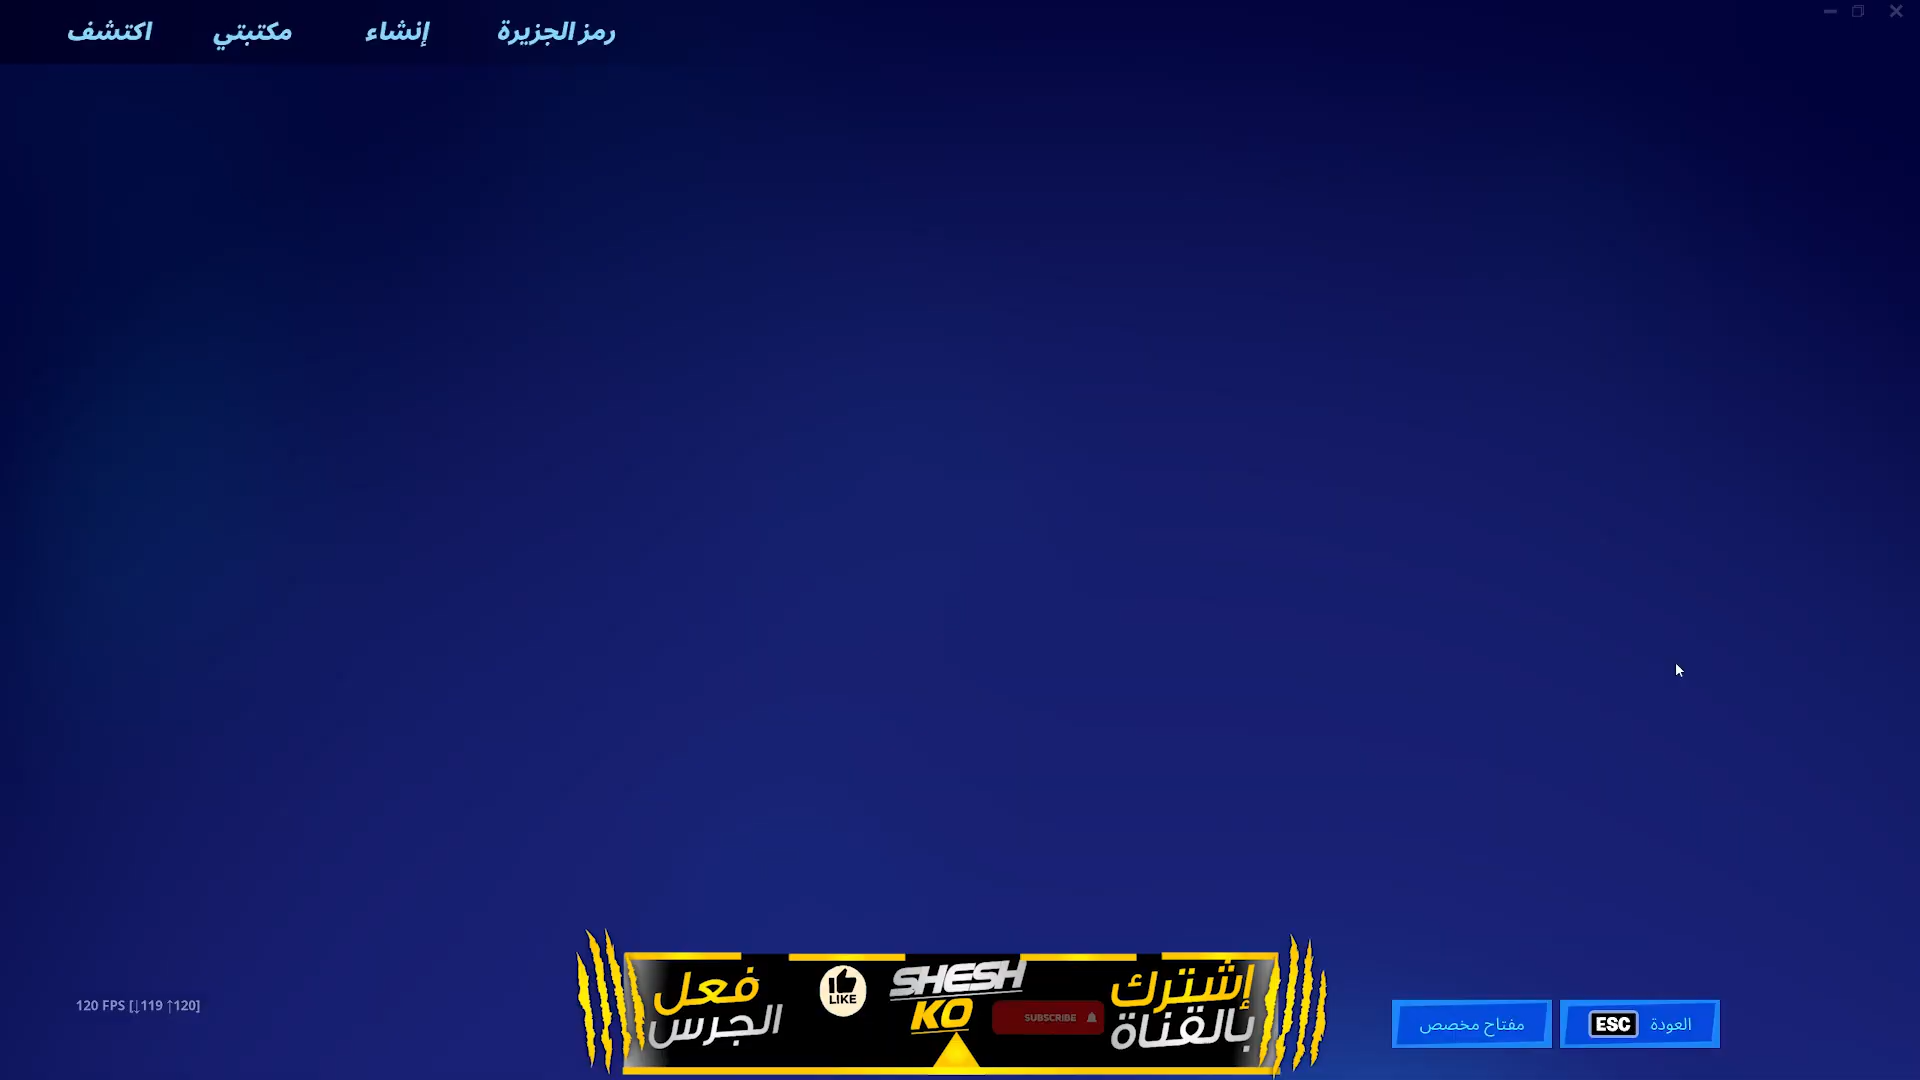 اكتشف
مكتبتي
إنشاء
رمز الجزيرة
فعل
الجرس
LIKE
SHESH
KO
SUBSCRIBE
إشترك
بالقناة
120 FPS [↓119 ↑120]
مفتاح مخصص
ESC العودة